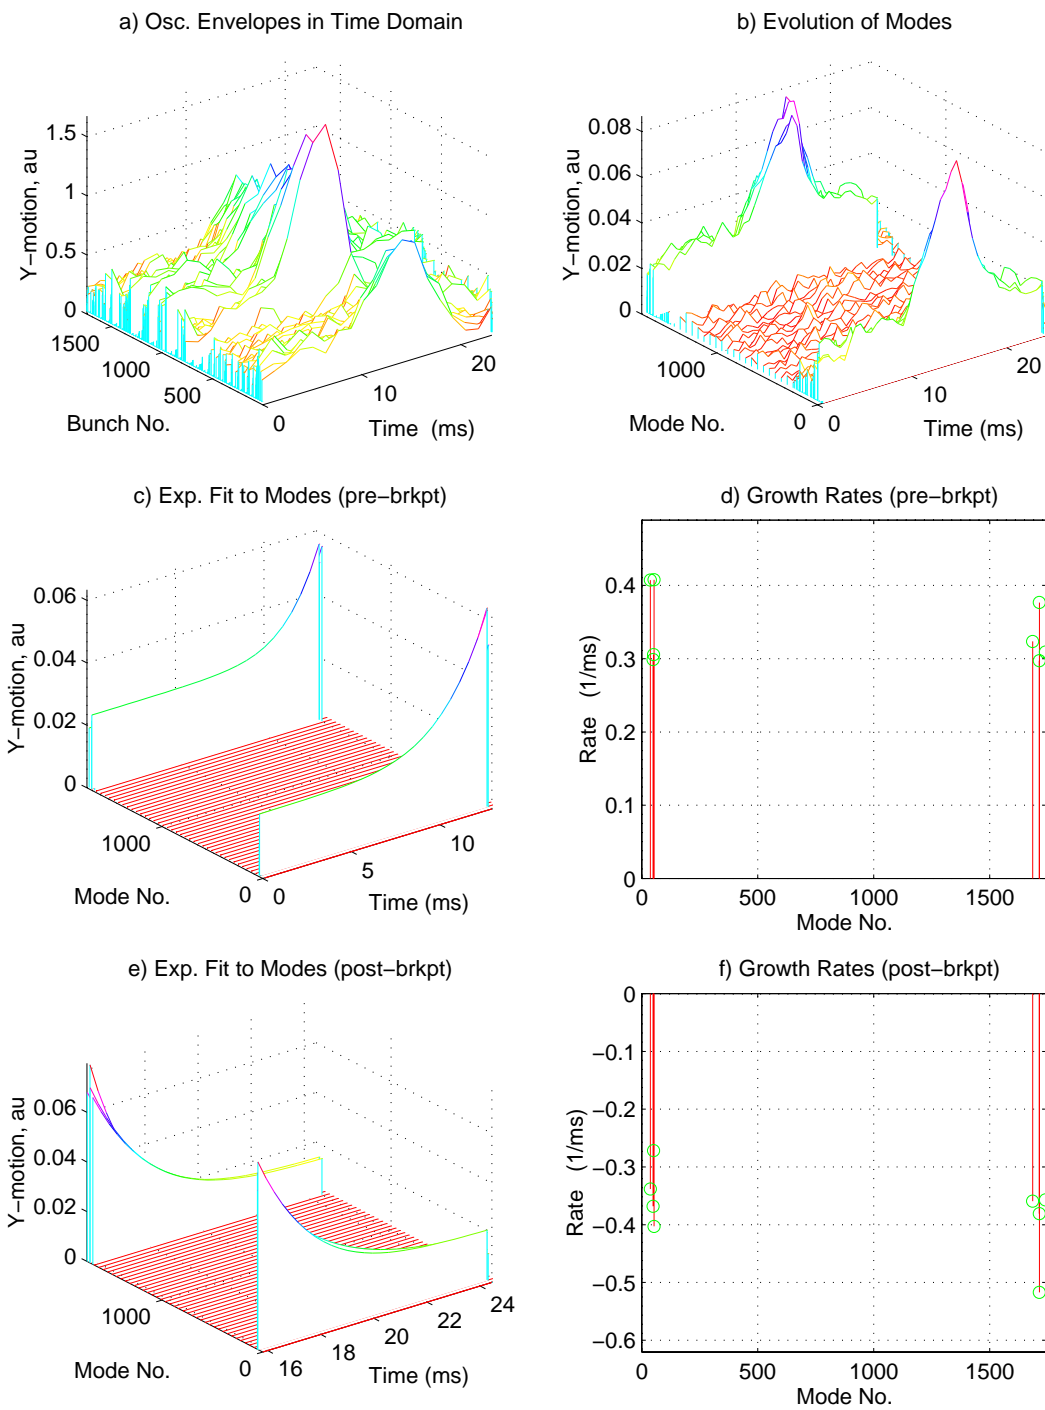 a) Osc. Envelopes in Time Domain
1.5
1
0.5
0
Y−motion, au
1500
1000
500
Bunch No.
0
10
20
Time (ms)
b) Evolution of Modes
0.08
0.06
0.04
0.02
0
Y−motion, au
1000
0
Mode No.
0
10
20
Time (ms)
c) Exp. Fit to Modes (pre−brkpt)
0.06
0.04
0.02
0
Y−motion, au
1000
0
Mode No.
0
5
10
Time (ms)
d) Growth Rates (pre−brkpt)
0.4
0.3
0.2
0.1
0
Rate (1/ms)
0
500
1000
1500
Mode No.
e) Exp. Fit to Modes (post−brkpt)
0.06
0.04
0.02
0
Y−motion, au
1000
0
Mode No.
16
18
20
22
24
Time (ms)
f) Growth Rates (post−brkpt)
0
−0.1
−0.2
−0.3
−0.4
−0.5
−0.6
Rate (1/ms)
0
500
1000
1500
Mode No.